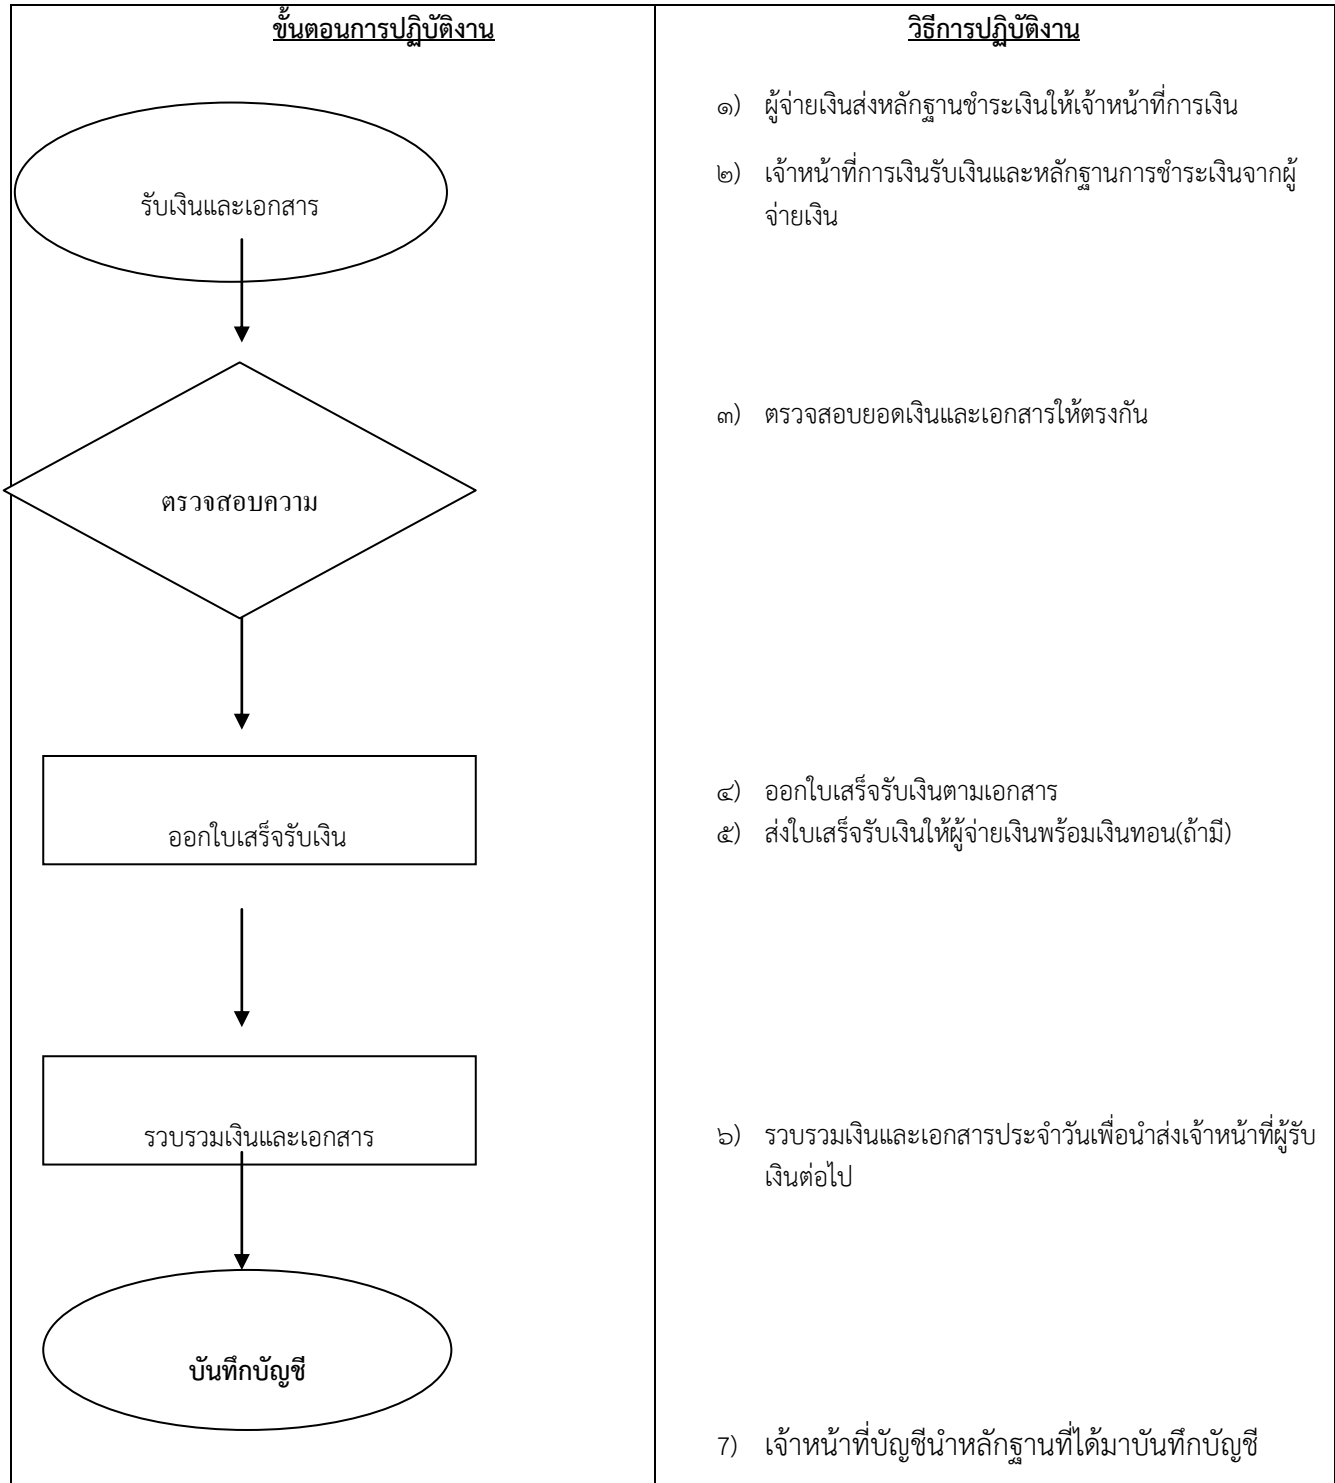 ขั้นตอนการปฏิบัติงาน
วิธีการปฏิบัติงาน
รับเงินและเอกสาร
๑) ผู้จ่ายเงินส่งหลักฐานชำระเงินให้เจ้าหน้าที่การเงิน
๒) เจ้าหน้าที่การเงินรับเงินและหลักฐานการชำระเงินจากผู้
จ่ายเงิน
ตรวจสอบความ
๓) ตรวจสอบยอดเงินและเอกสารให้ตรงกัน
ออกใบเสร็จรับเงิน
๔) ออกใบเสร็จรับเงินตามเอกสาร
๕) ส่งใบเสร็จรับเงินให้ผู้จ่ายเงินพร้อมเงินทอน(ถ้ามี)
รวบรวมเงินและเอกสาร
๖) รวบรวมเงินและเอกสารประจำวันเพื่อนำส่งเจ้าหน้าที่ผู้รับ
เงินต่อไป
บันทึกบัญชี
7) เจ้าหน้าที่บัญชีนำหลักฐานที่ได้มาบันทึกบัญชี